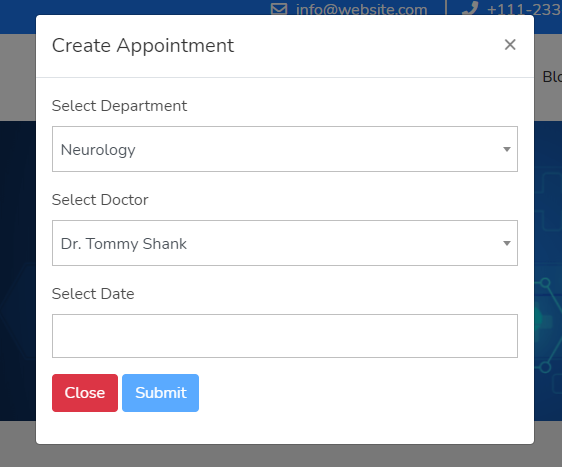 info@website.com
+111-233
Create Appointment
×
Select Department
Neurology
Select Doctor
Dr. Tommy Shank
Select Date
Close Submit